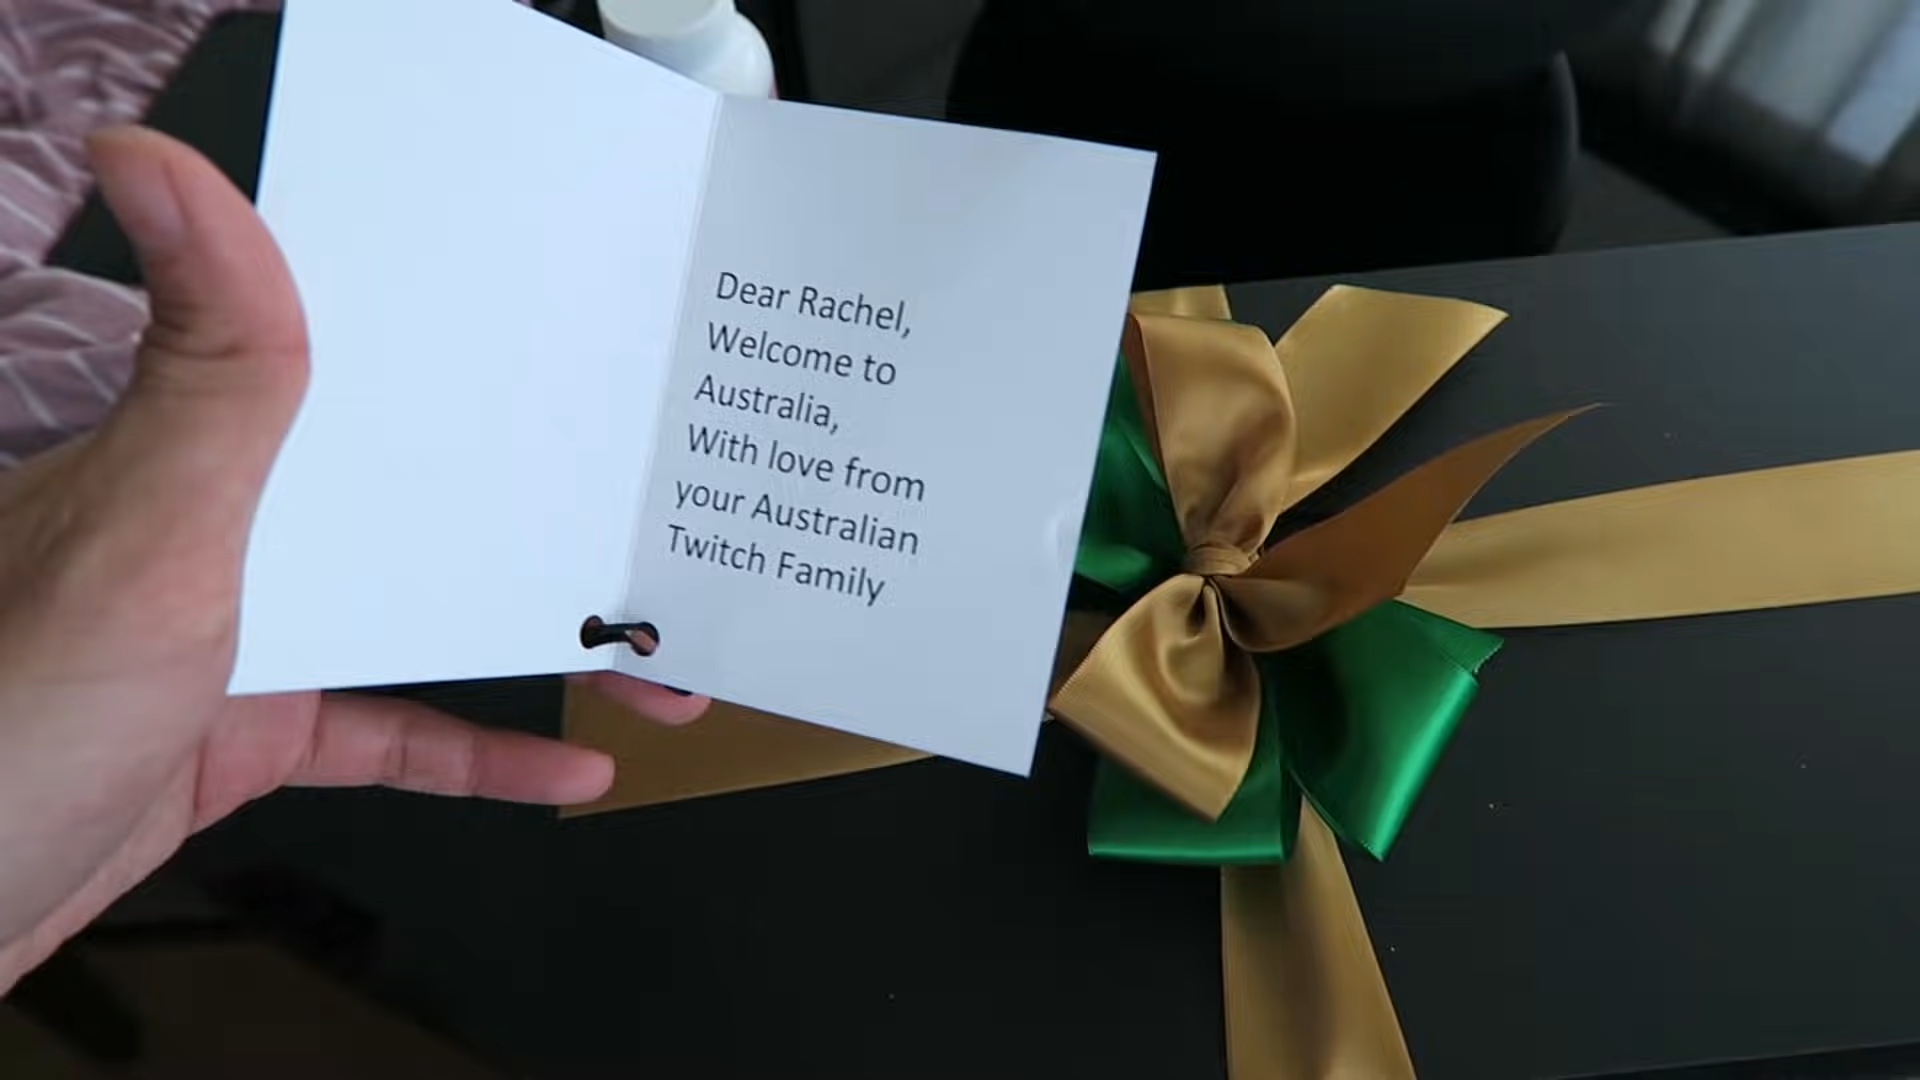 Dear Rachel,
Welcome to
Australia,
With love from
your Australian
Twitch Family